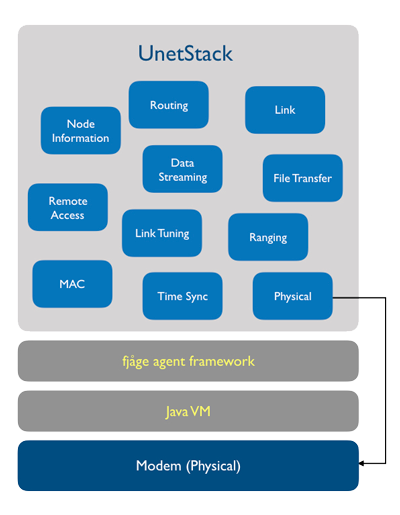 UnetStack
Routing
Link
Node
Information
Data
Streaming
File Transfer
Remote
Access
Link Tuning
Ranging
MAC
Time Sync
Physical
fjåge agent framework
Java VM
Modem (Physical)